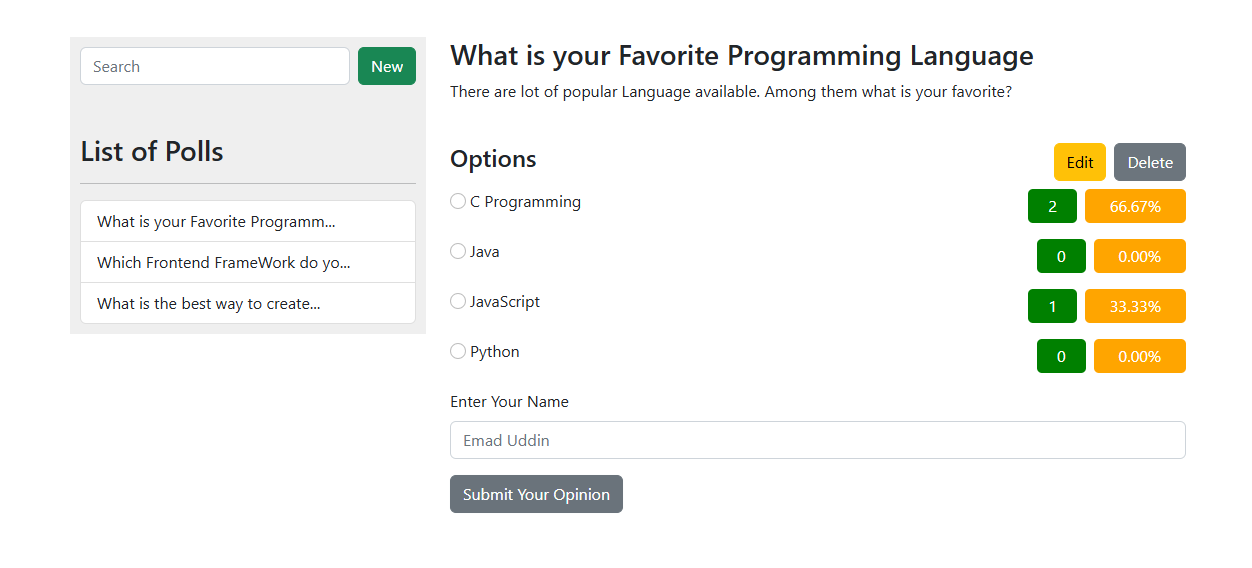 Search
New
List of Polls
What is your Favorite Programm...
Which Frontend FrameWork do yo...
What is the best way to create...
What is your Favorite Programming Language
There are lot of popular Language available. Among them what is your favorite?
Options
Edit
Delete
C Programming
2
66.67%
Java
0
0.00%
JavaScript
1
33.33%
Python
0
0.00%
Enter Your Name
Emad Uddin
Submit Your Opinion